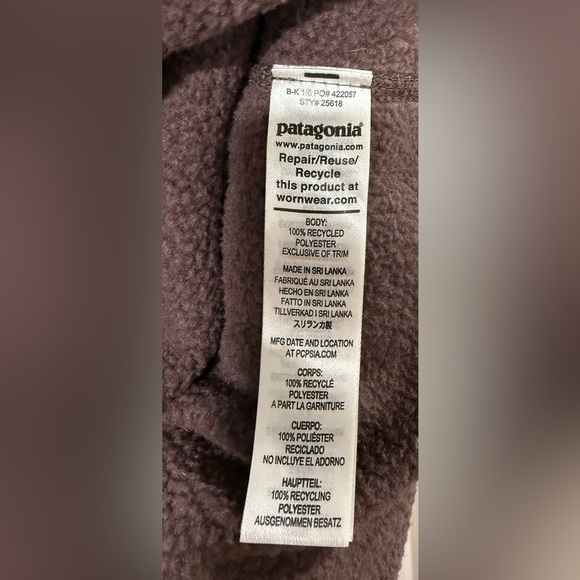 B-K 1/6 PO# 422057
STY# 25618
patagonia®
www.patagonia.com
Repair/Reuse/
Recycle
this product at
wornwear.com
BODY:
100% RECYCLED
POLYESTER
EXCLUSIVE OF TRIM
MADE IN SRI LANKA
FABRIQUÉ AU SRI LANKA
HECHO EN SRI LANKA
FATTO IN SRI LANKA
TILLVERKAD I SRI LANKA
スリランカ製
MFG DATE AND LOCATION
AT PCPSIA.COM
CORPS:
100% RECYCLÉ
POLYESTER
A PART LA GARNITURE
CUERPO:
100% POLIÉSTER
RECICLADO
NO INCLUYE EL ADORNO
HAUPTTEIL:
100% RECYCLING
POLYESTER
AUSGENOMMEN BESATZ